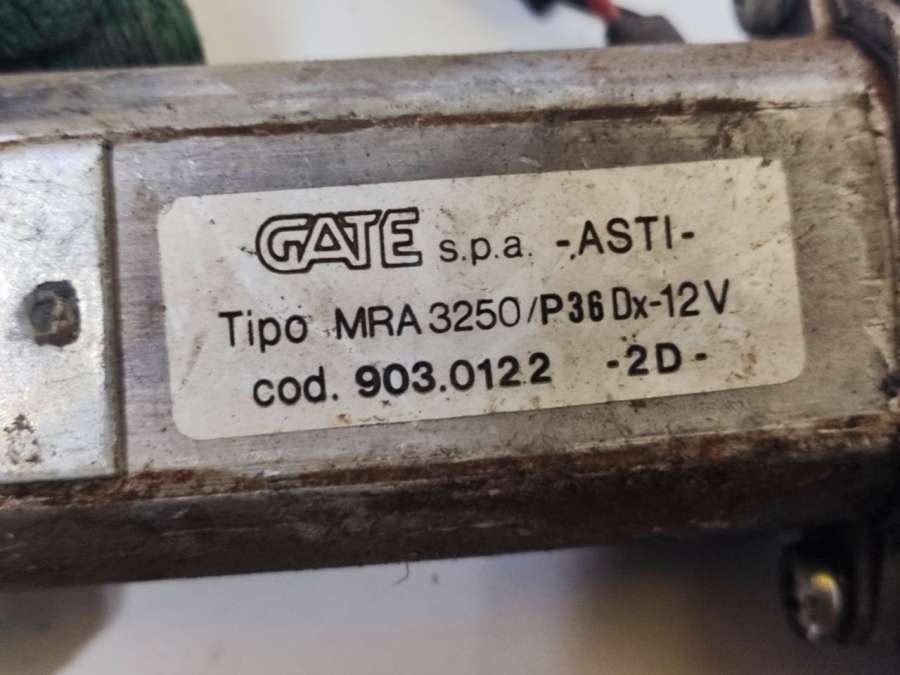 GATE s.p.a. -ASTI-
Tipo MRA 3250/P36 Dx-12V
cod. 903.0122 -2D-